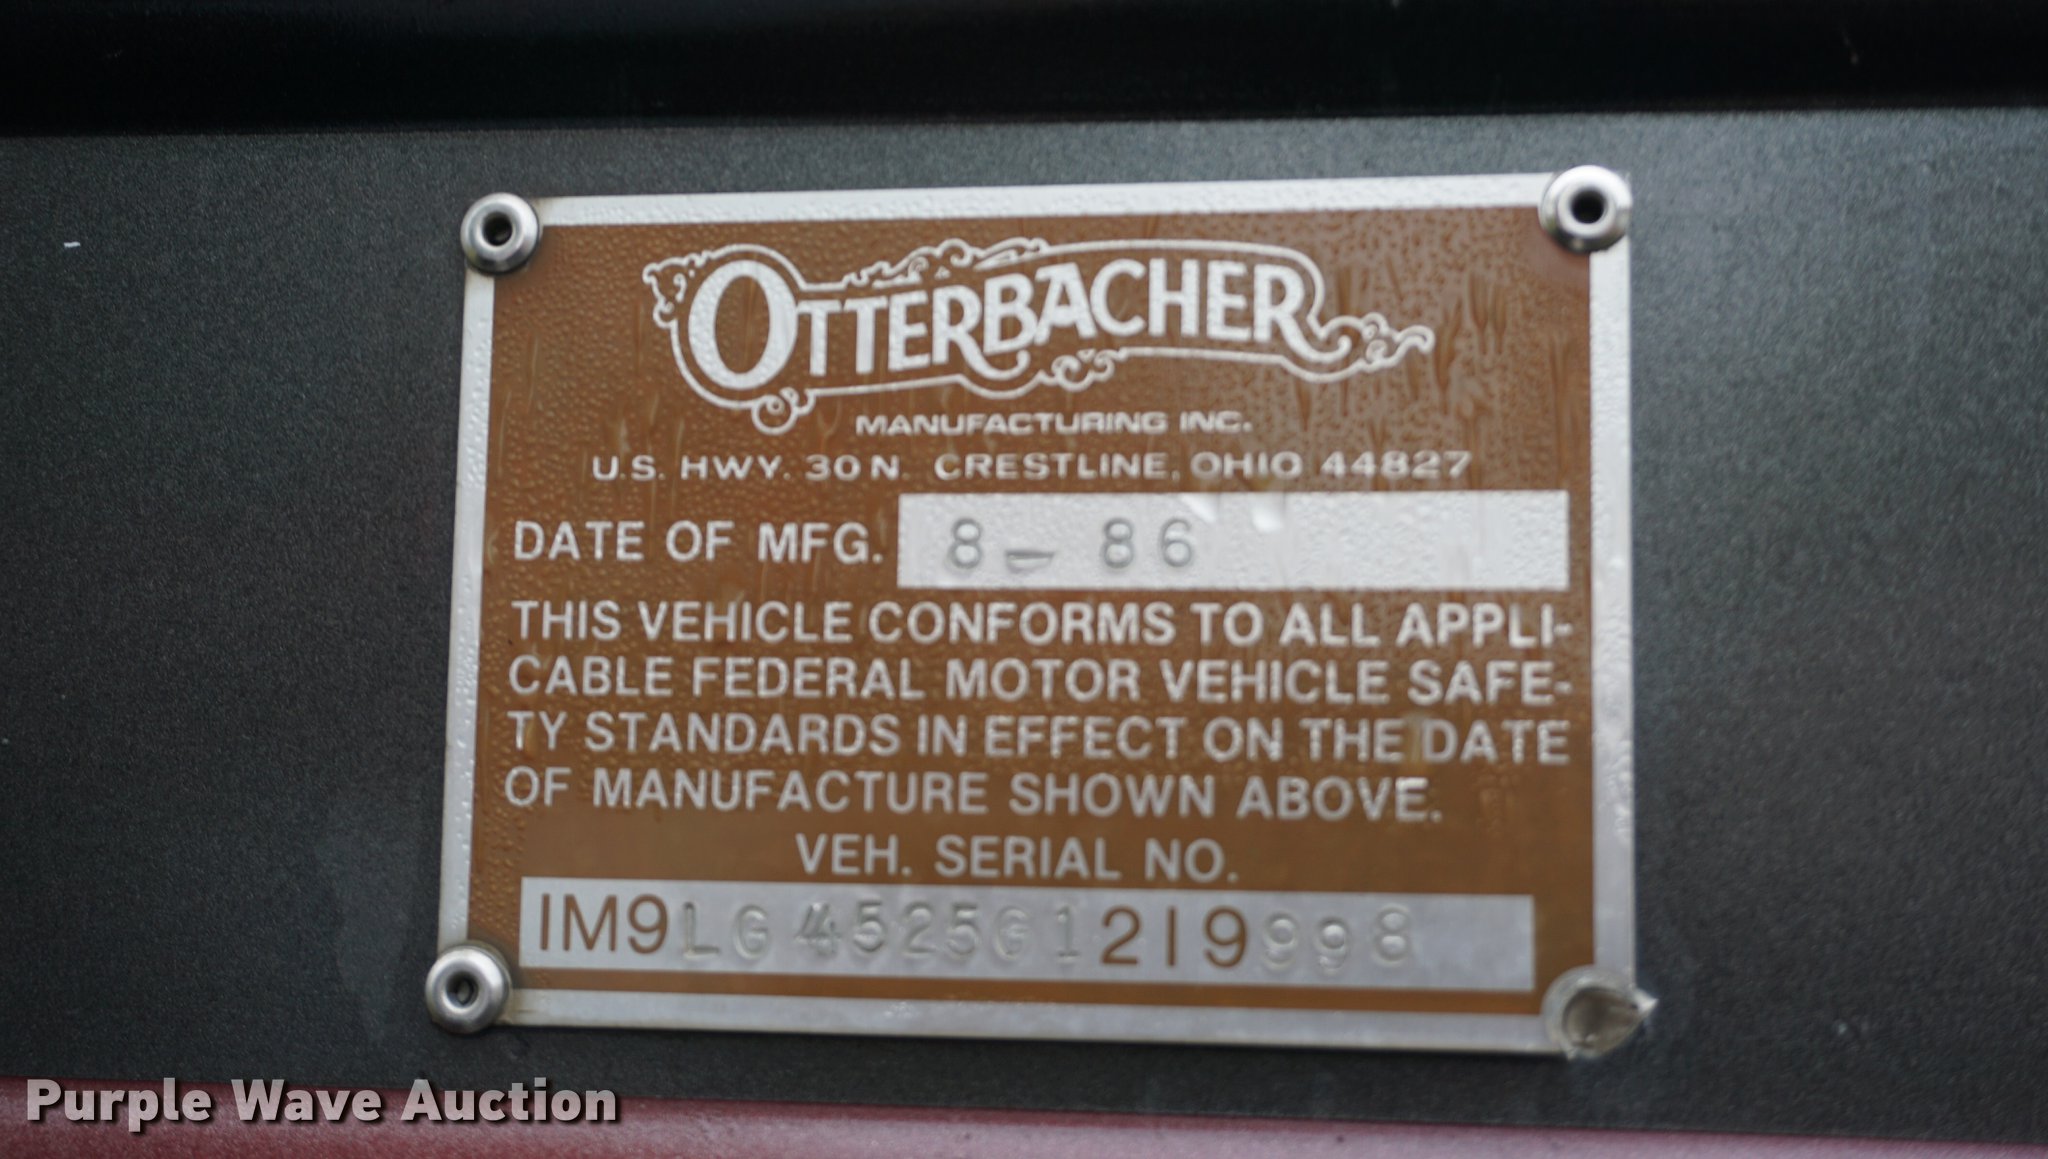 OTTERBACHER
MANUFACTURING INC.
U.S. HWY. 30 N CRESTLINE, OHIO 44827
DATE OF MFG. 8 - 86
THIS VEHICLE CONFORMS TO ALL APPLI-
CABLE FEDERAL MOTOR VEHICLE SAFE-
TY STANDARDS IN EFFECT ON THE DATE
OF MANUFACTURE SHOWN ABOVE.
VEH. SERIAL NO.
1M9LG4525G1219998
Purple Wave Auction